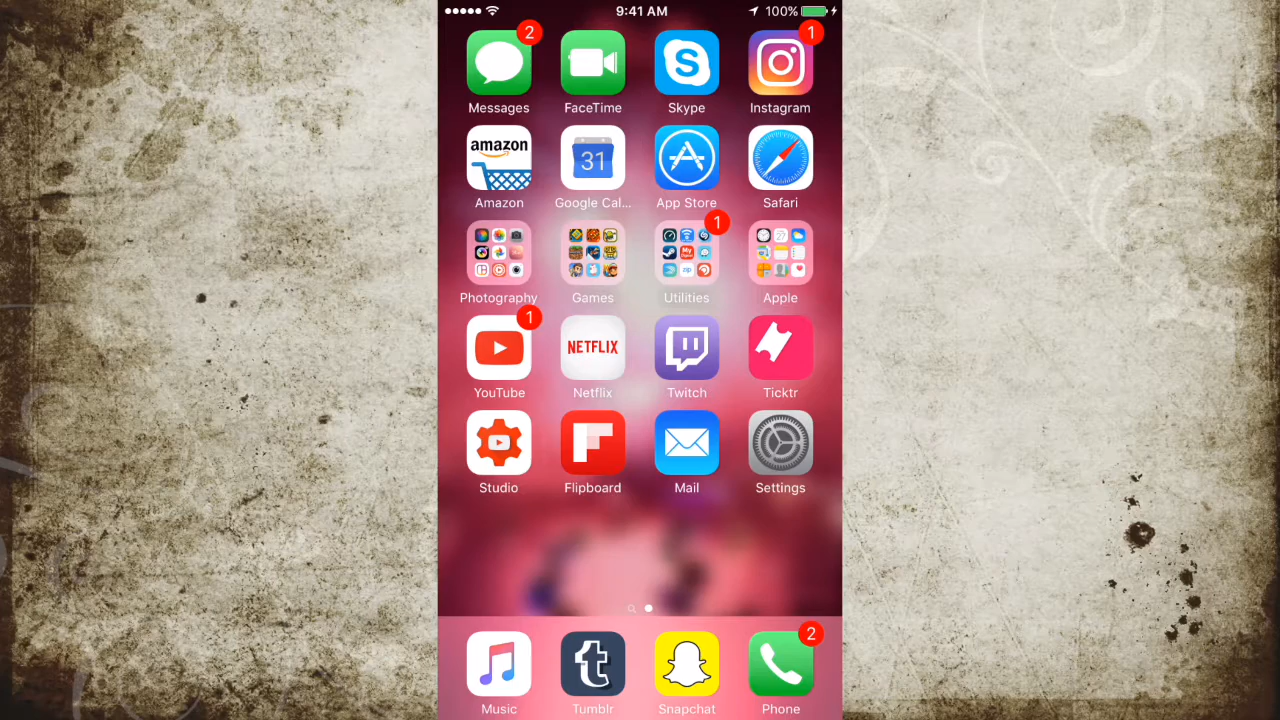 9:41 AM
100%
2
1
Messages
FaceTime
Skype
Instagram
amazon
31
Amazon
Google Cal...
App Store
Safari
1
Photography
Games
Utilities
Apple
1
NETFLIX
YouTube
Netflix
Twitch
Ticktr
Studio
Flipboard
Mail
Settings
2
Music
Tumblr
Snapchat
Phone